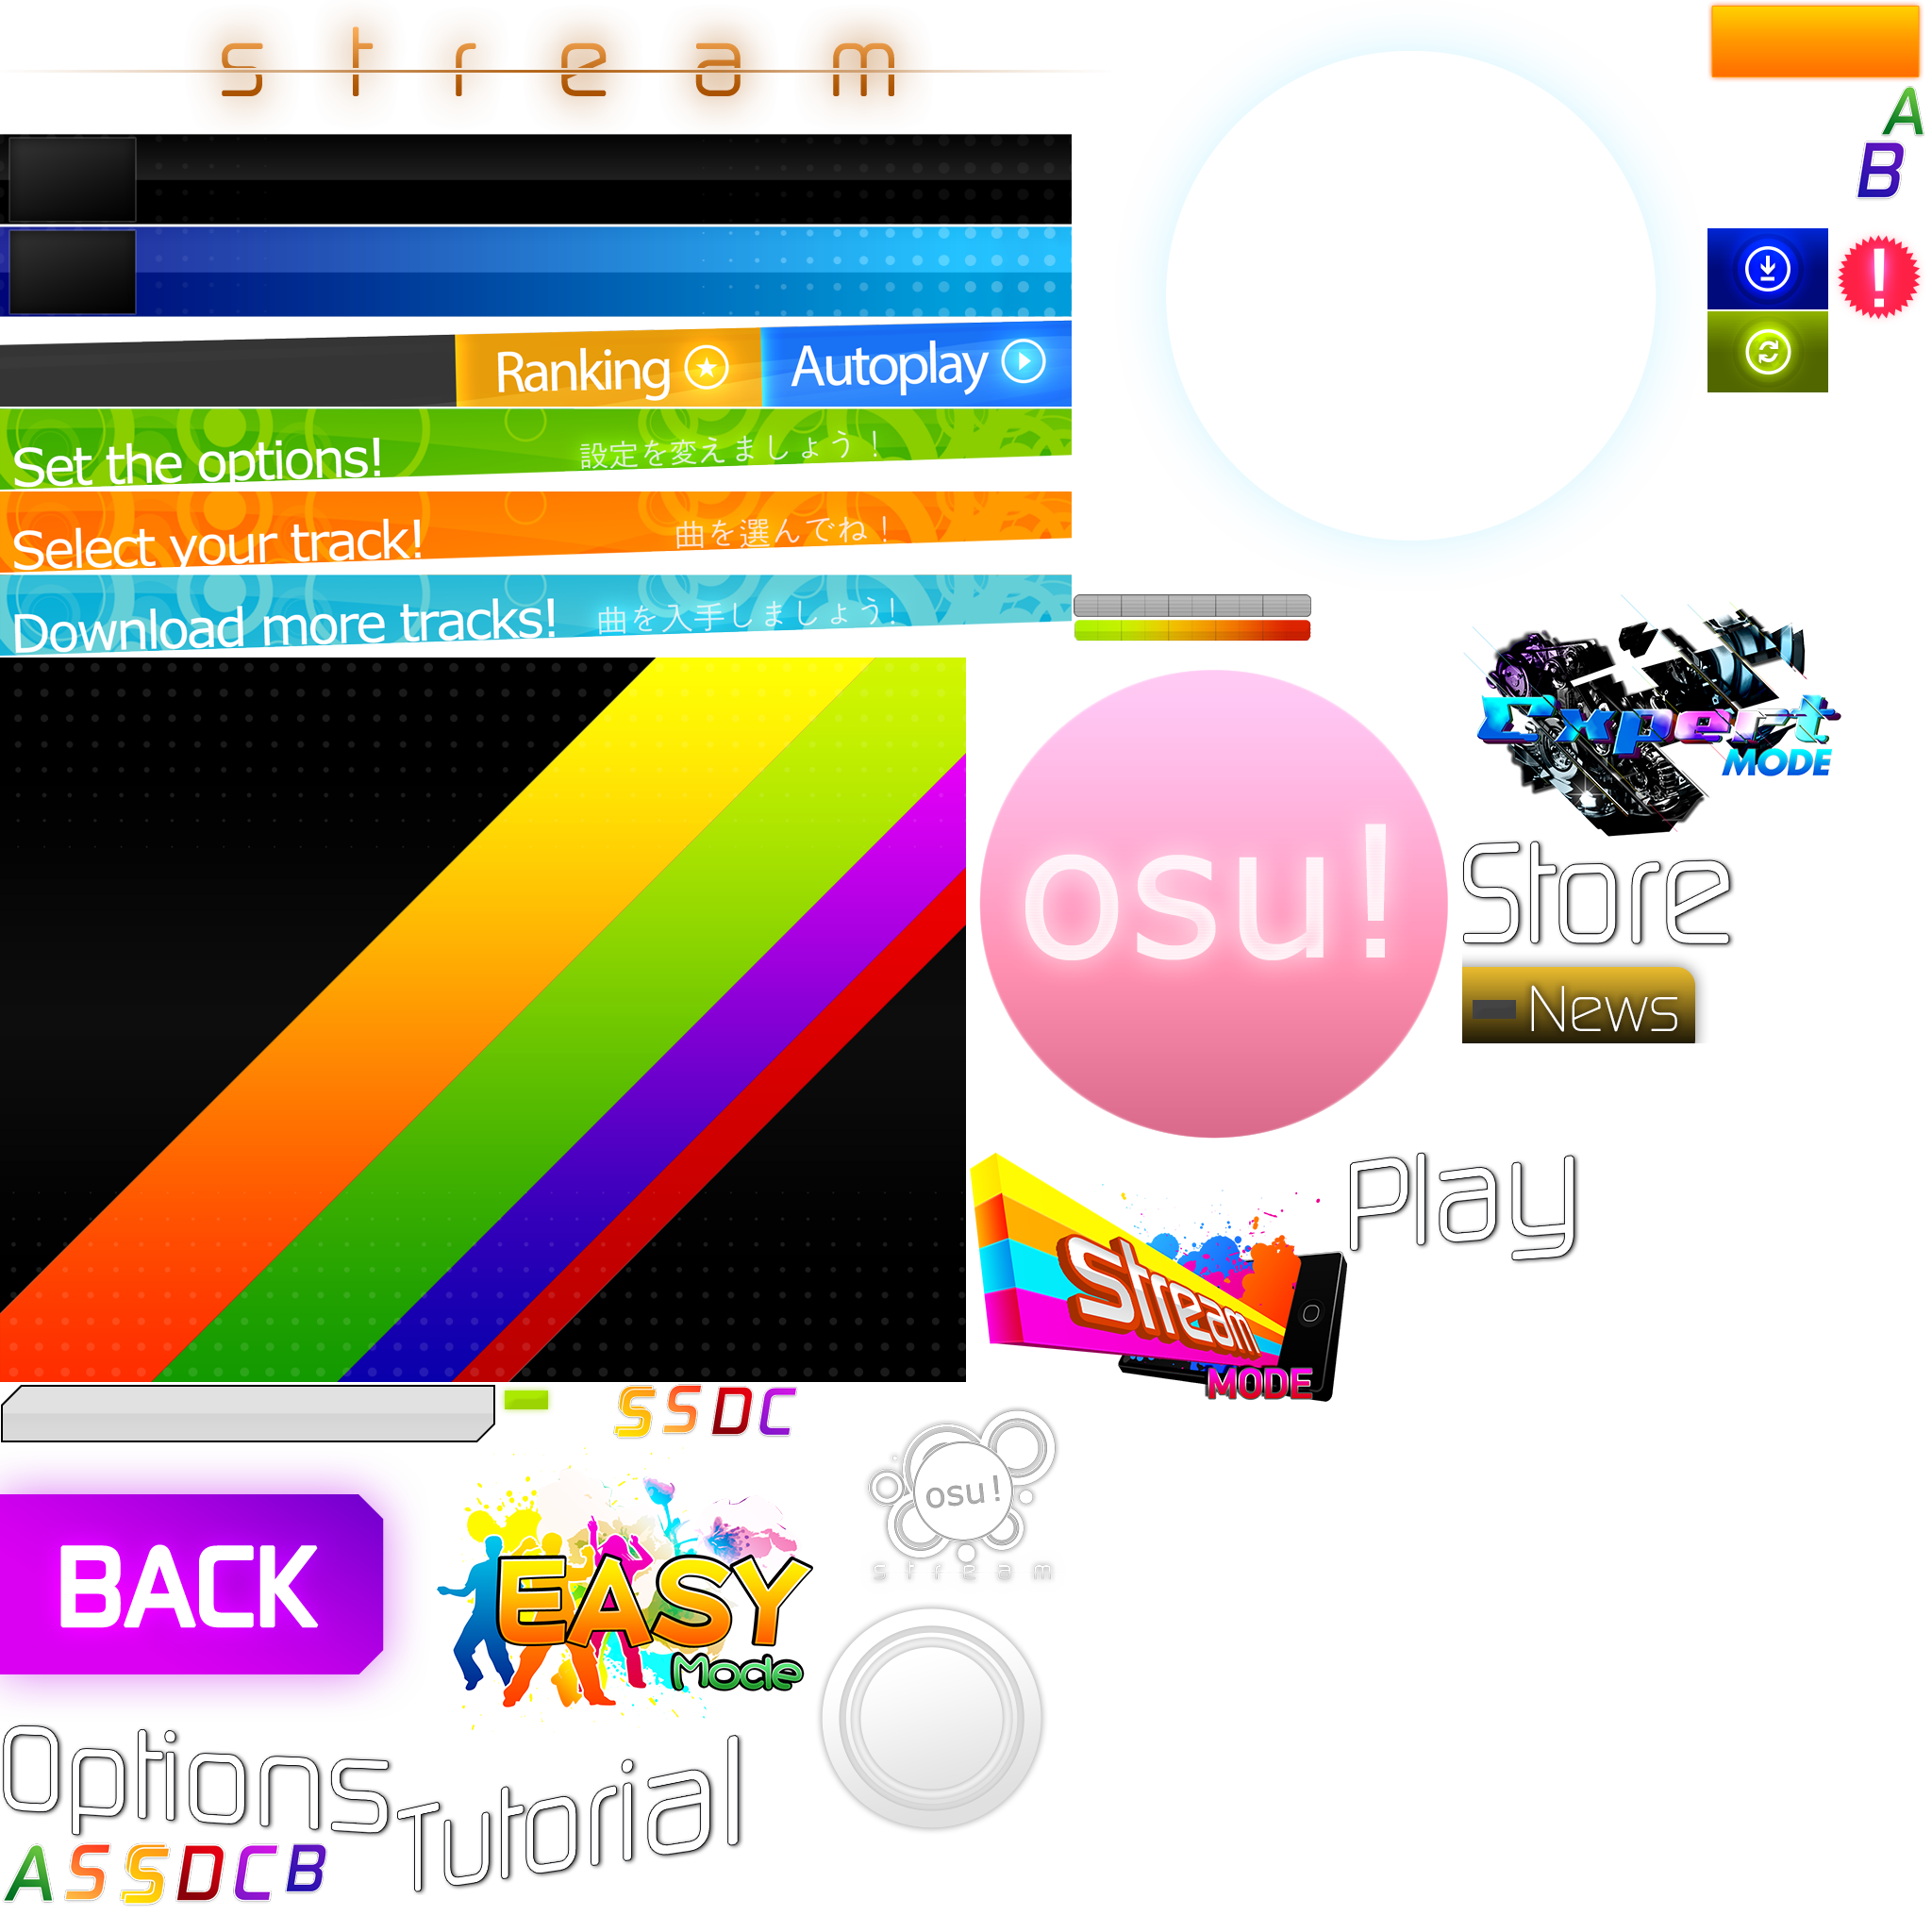 stream
A
B
!
Ranking Autoplay
Set the options! 設定を変えましょう！
Select your track! 曲を選んでね！
Download more tracks! 曲を入手しましょう!
Expert
MODE
osu!
Store
News
Play
Stream
MODE
S S D C
osu!
stream
BACK
EASY
Mode
Options
Tutorial
A S S D C B